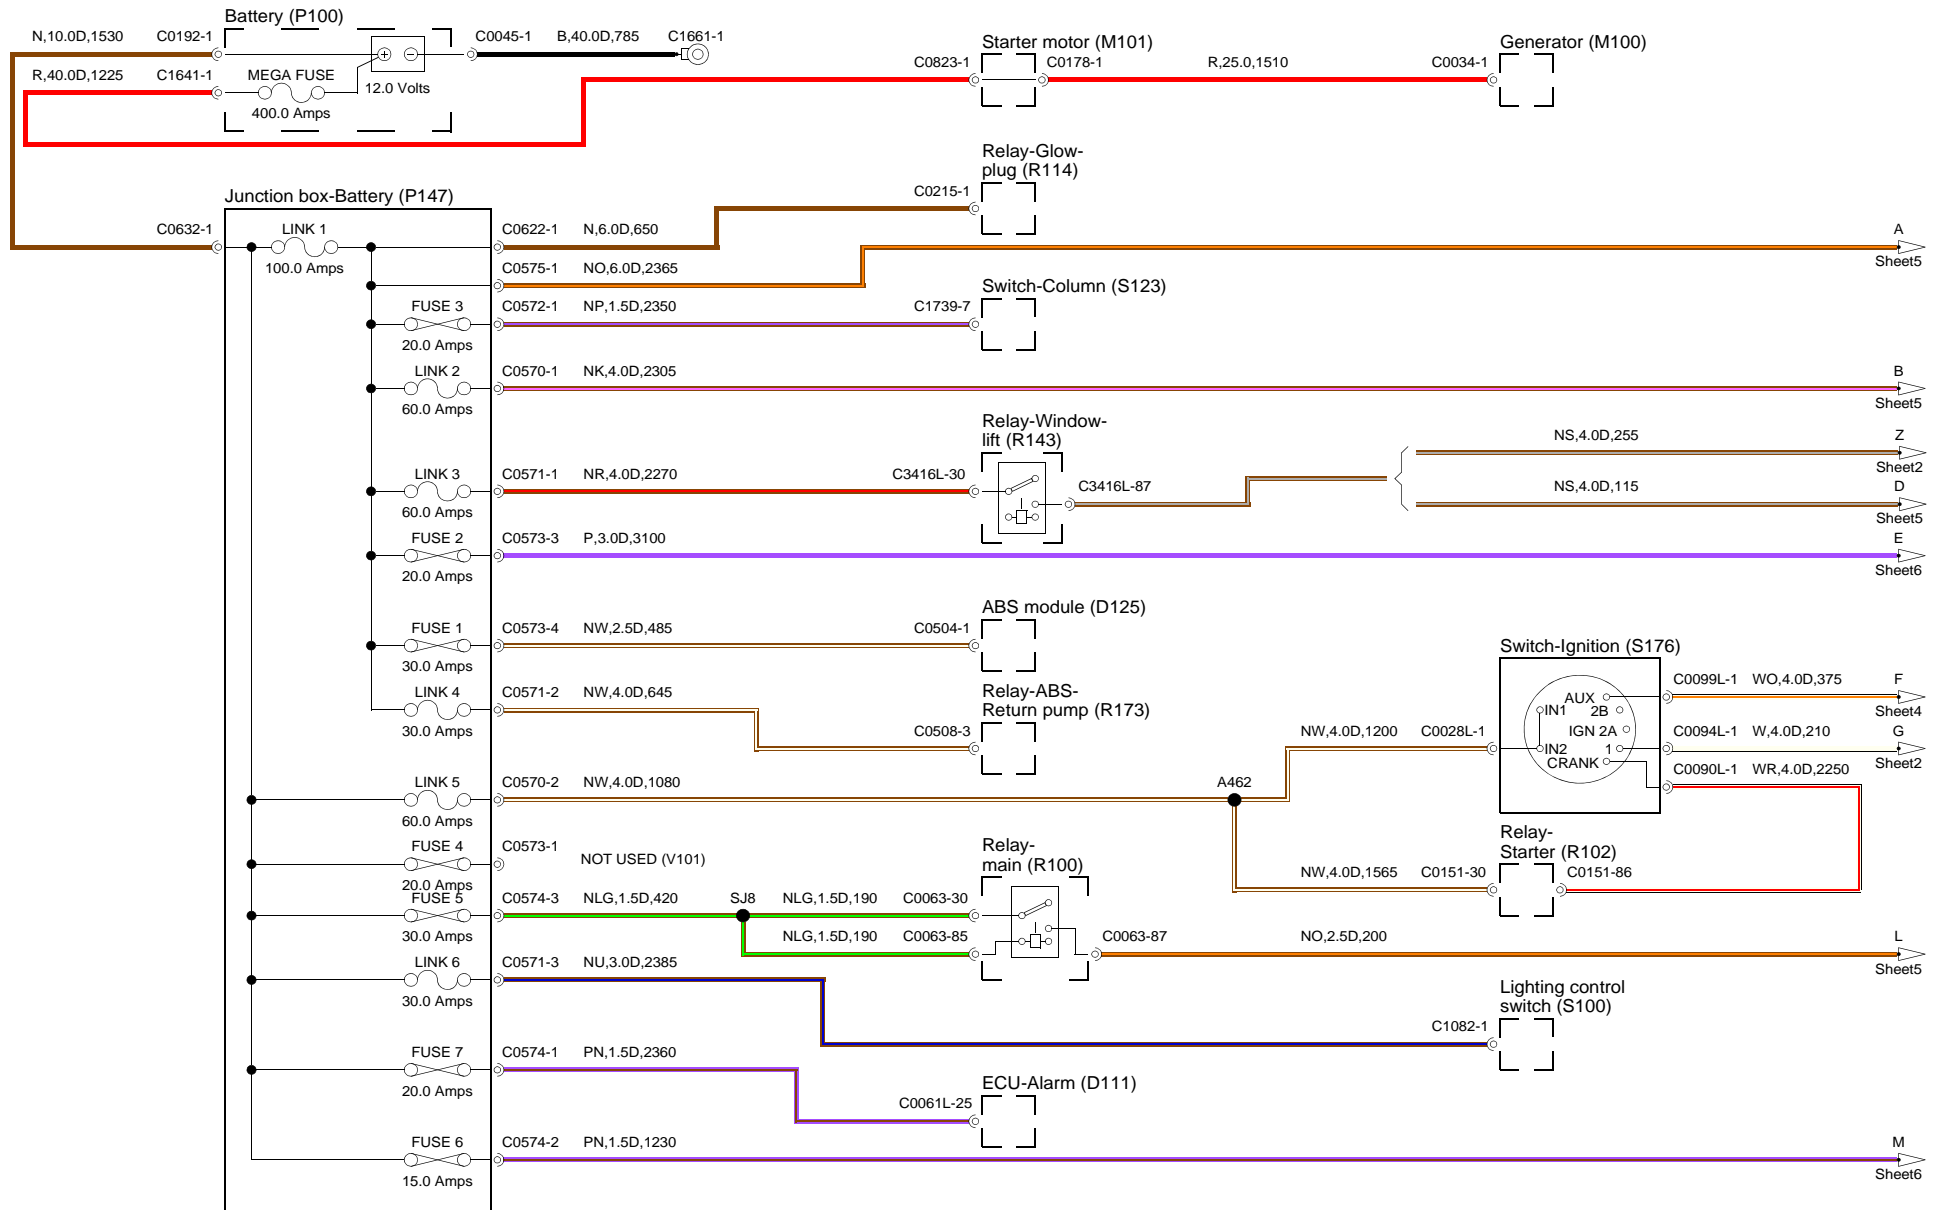 Battery (P100)
N,10.0D,1530 C0192-1 C0045-1 B,40.0D,785 C1661-1
+ -
R,40.0D,1225 C1641-1 MEGA FUSE
12.0 Volts
400.0 Amps
Starter motor (M101)
C0823-1 C0178-1 R,25.0,1510 C0034-1
Generator (M100)
Relay-Glow-
plug (R114)
C0215-1
Junction box-Battery (P147)
C0632-1 LINK 1 C0622-1 N,6.0D,650 A
100.0 Amps Sheet5
C0575-1 NO,6.0D,2365
Switch-Column (S123)
FUSE 3 C0572-1 NP,1.5D,2350 C1739-7
20.0 Amps
LINK 2 C0570-1 NK,4.0D,2305 B
60.0 Amps Sheet5
Relay-Window-
lift (R143)
NS,4.0D,255 Z
Sheet2
LINK 3 C0571-1 NR,4.0D,2270 C3416L-30
C3416L-87 NS,4.0D,115 D
60.0 Amps Sheet5
FUSE 2 C0573-3 P,3.0D,3100 E
20.0 Amps Sheet6
ABS module (D125)
FUSE 1 C0573-4 NW,2.5D,485 C0504-1
30.0 Amps
Switch-Ignition (S176)
C0099L-1 WO,4.0D,375 F
AUX
IN1 2B Sheet4
IGN 2A C0094L-1 W,4.0D,210 G
IN2 1 Sheet2
CRANK C0090L-1 WR,4.0D,2250
LINK 4 C0571-2 NW,4.0D,645
30.0 Amps
Relay-ABS-
Return pump (R173)
C0508-3
NW,4.0D,1200 C0028L-1
LINK 5 C0570-2 NW,4.0D,1080 A462
60.0 Amps
Relay-
Starter (R102)
NW,4.0D,1565 C0151-30 C0151-86
FUSE 4 C0573-1
20.0 Amps
NOT USED (V101)
Relay-
main (R100)
FUSE 5 C0574-3 NLG,1.5D,420 SJ8 NLG,1.5D,190 C0063-30
30.0 Amps
NLG,1.5D,190 C0063-85 C0063-87 NO,2.5D,200 L
Sheet5
LINK 6 C0571-3 NU,3.0D,2385
30.0 Amps
Lighting control
switch (S100)
C1082-1
FUSE 7 C0574-1 PN,1.5D,2360
20.0 Amps
ECU-Alarm (D111)
C0061L-25
FUSE 6 C0574-2 PN,1.5D,1230 M
15.0 Amps Sheet6